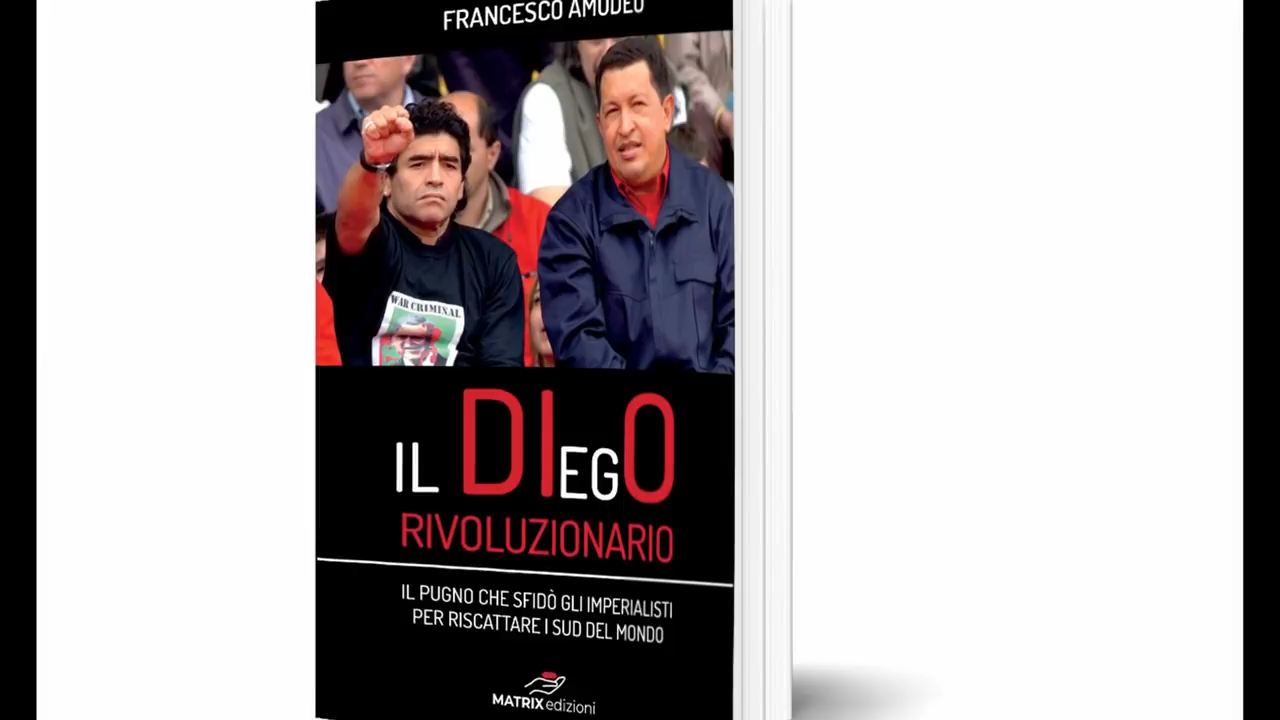 FRANCESCO AMODEO
WAR CRIMINAL
IL DIEGO
RIVOLUZIONARIO
IL PUGNO CHE SFIDÒ GLI IMPERIALISTI
PER RISCATTARE I SUD DEL MONDO
MATRIX edizioni